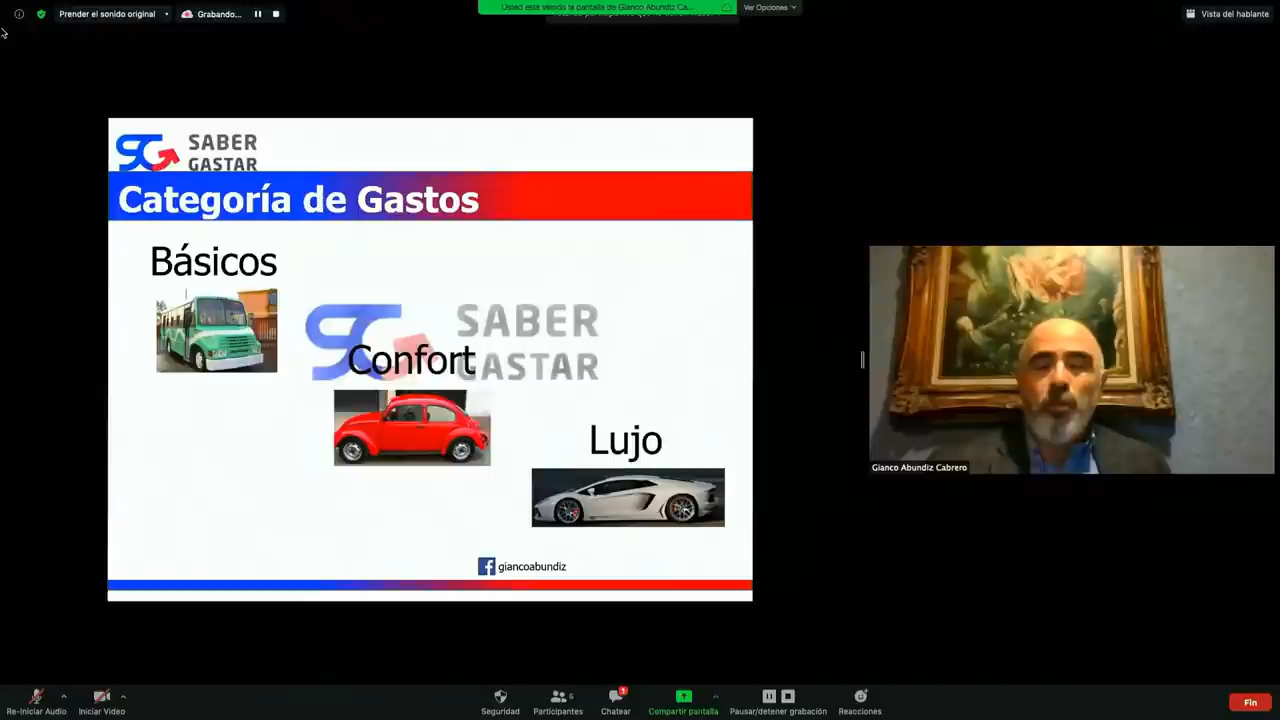 Prender el sonido original
Grabando...
Usted está viendo la pantalla de Gianco Abundiz Ca...
Ver Opciones
Vista del hablante
SABER
GASTAR
Categoría de Gastos
Básicos
SABER
GASTAR
Confort
Lujo
giancoabundiz
Gianco Abundiz Cabrero
Re-Iniciar Audio
Iniciar Video
Seguridad
Participantes
5
Chatear
1
Compartir pantalla
Pausar/detener grabación
Reacciones
Fin